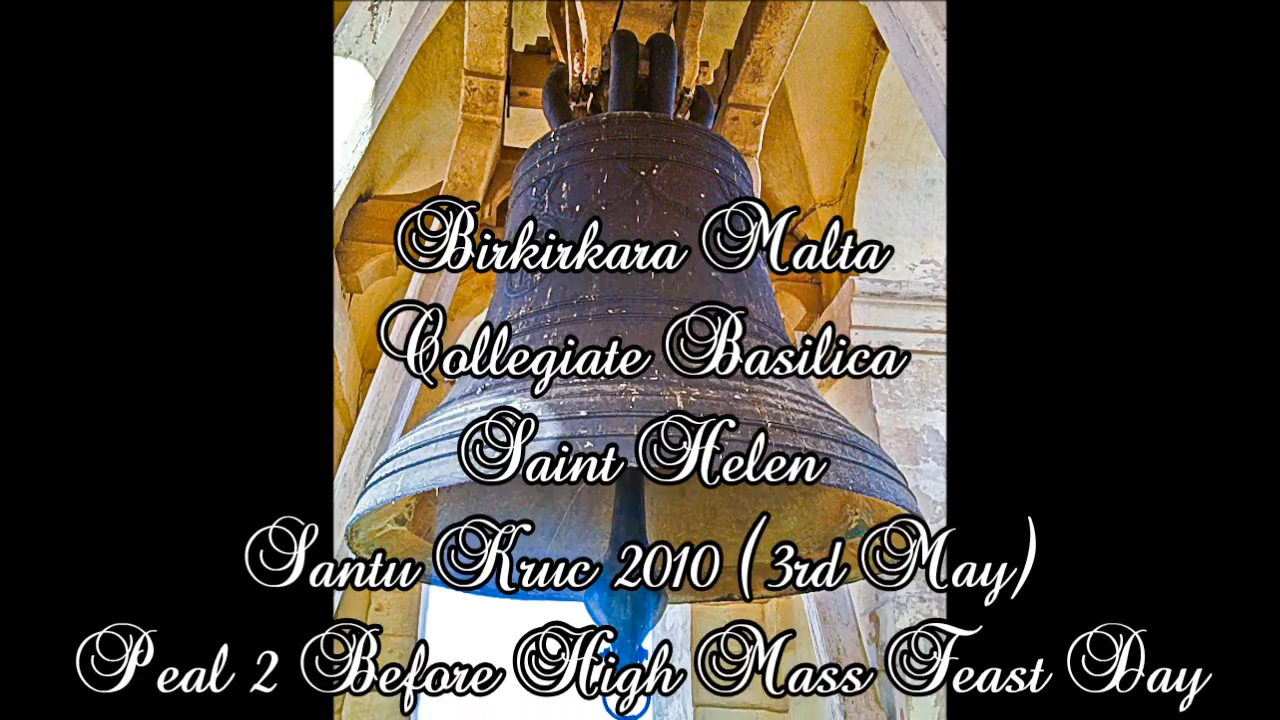 Birkirkara Malta
Collegiate Basilica
Saint Helen
Santu Kruc 2010 (3rd May)
Peal 2 Before High Mass Feast Day